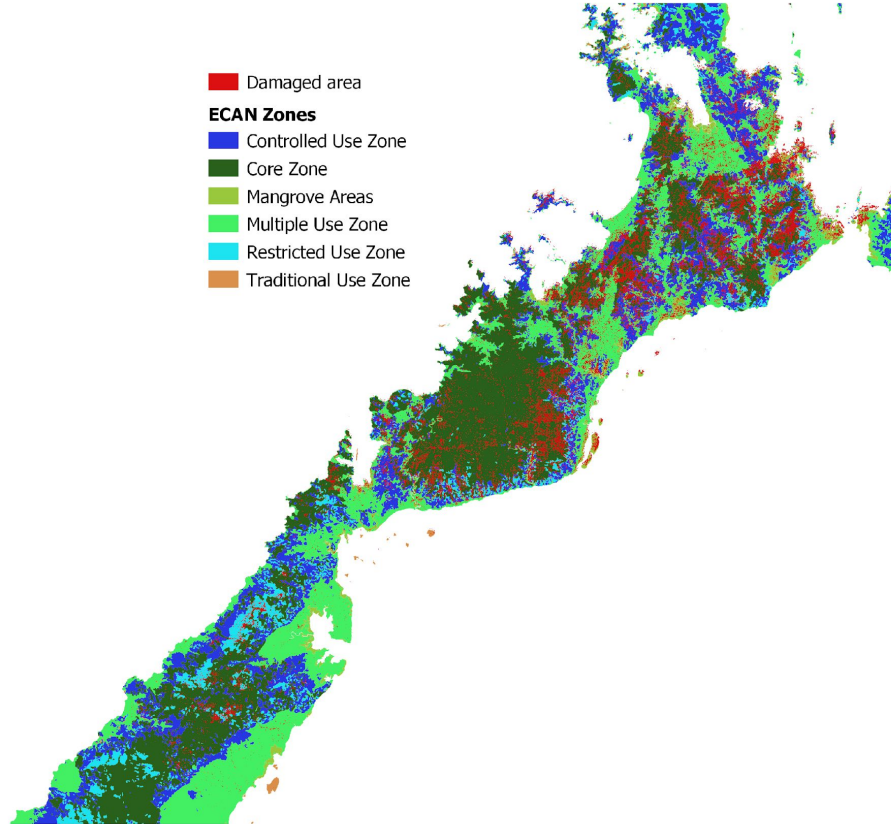 Damaged area
ECAN Zones
Controlled Use Zone
Core Zone
Mangrove Areas
Multiple Use Zone
Restricted Use Zone
Traditional Use Zone